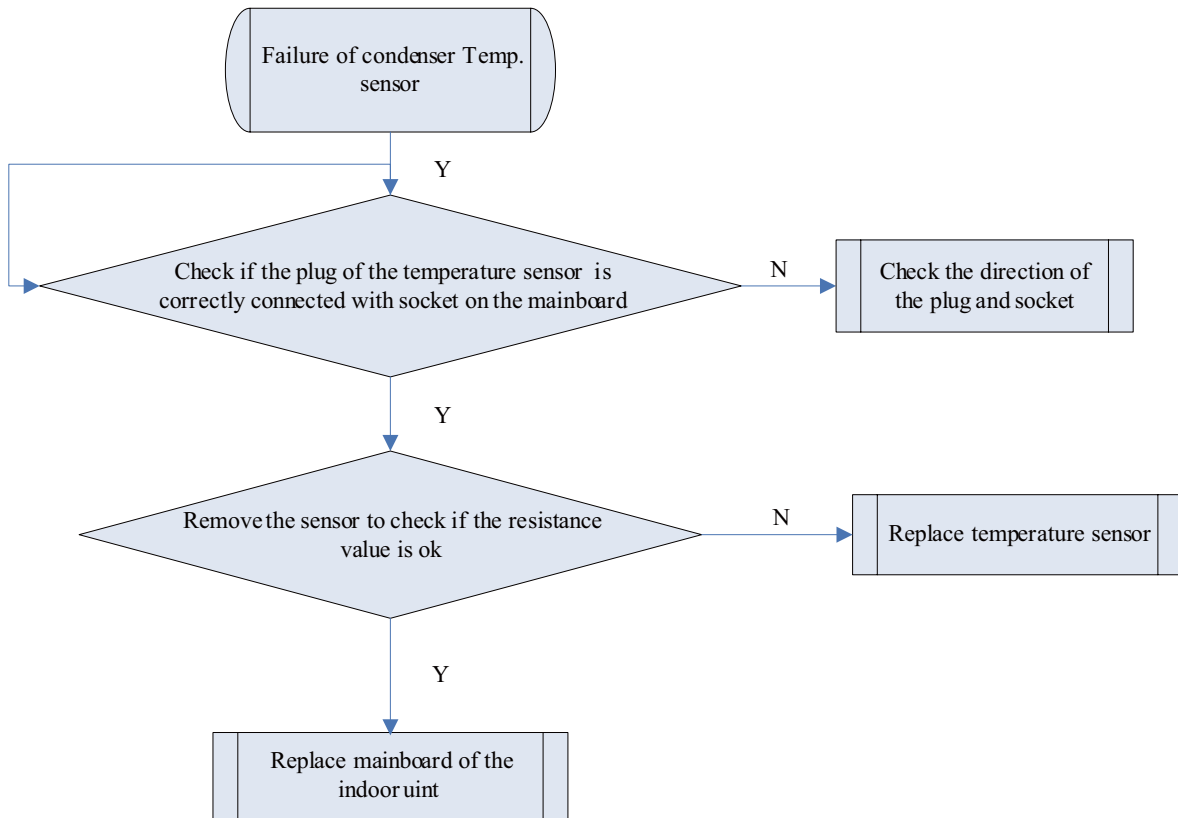 Failure of condenser Temp.
sensor
Y
Check if the plug of the temperature sensor is
correctly connected with socket on the mainboard
N
Check the direction of
the plug and socket
Y
Remove the sensor to check if the resistance
value is ok
N
Replace temperature sensor
Y
Replace mainboard of the
indoor uint